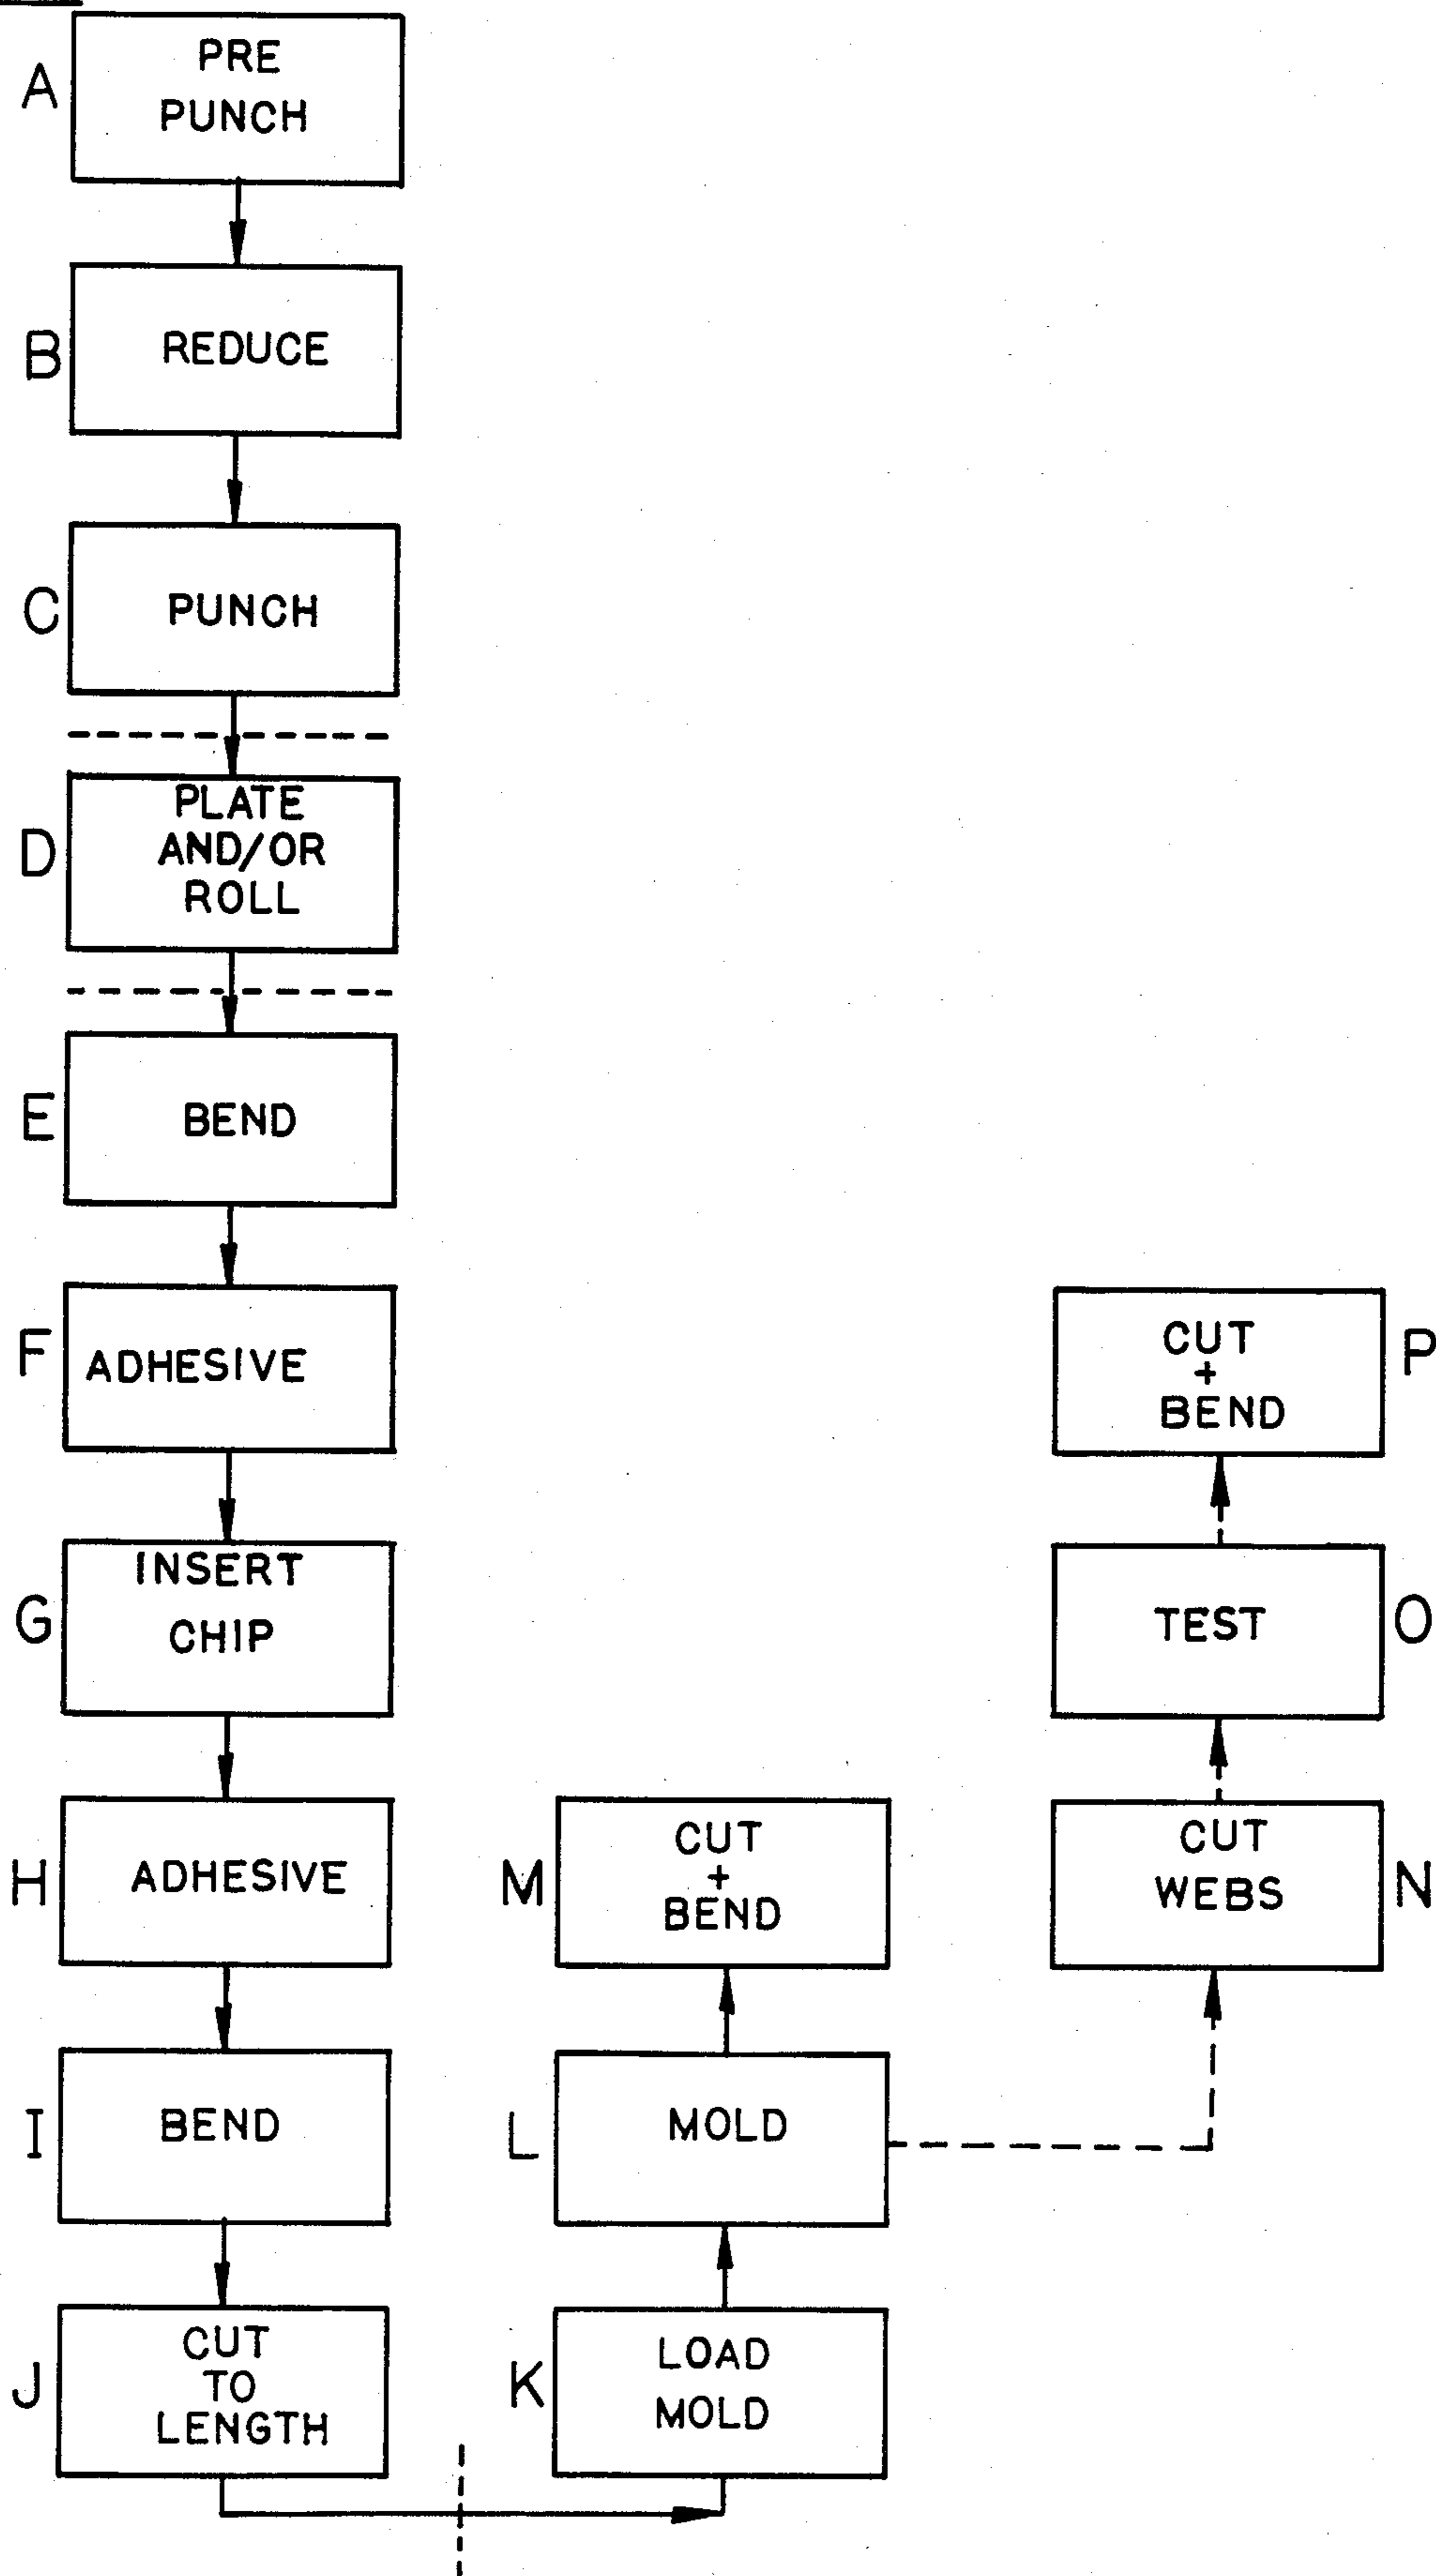 A
PRE
PUNCH
B
REDUCE
C
PUNCH
D
PLATE
AND/OR
ROLL
E
BEND
F
ADHESIVE
G
INSERT
CHIP
H
ADHESIVE
I
BEND
J
CUT
TO
LENGTH
K
LOAD
MOLD
L
MOLD
M
CUT
+
BEND
N
CUT
WEBS
O
TEST
P
CUT
+
BEND